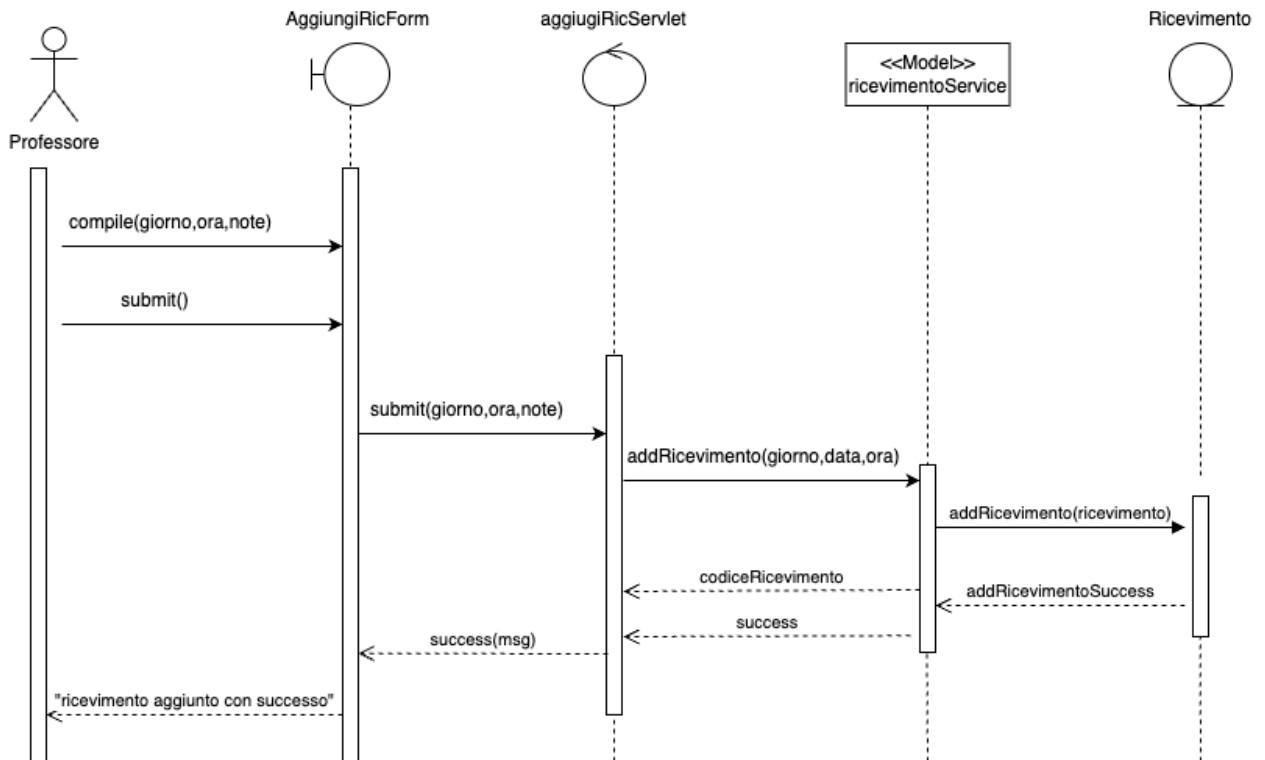 AggiungiRicForm
aggiugiRicServlet
Ricevimento
<<Model>>
ricevimentoService
Professore
compile(giorno,ora,note)
submit()
submit(giorno,ora,note)
addRicevimento(giorno,data,ora)
addRicevimento(ricevimento)
codiceRicevimento
addRicevimentoSuccess
success
success(msg)
"ricevimento aggiunto con successo"